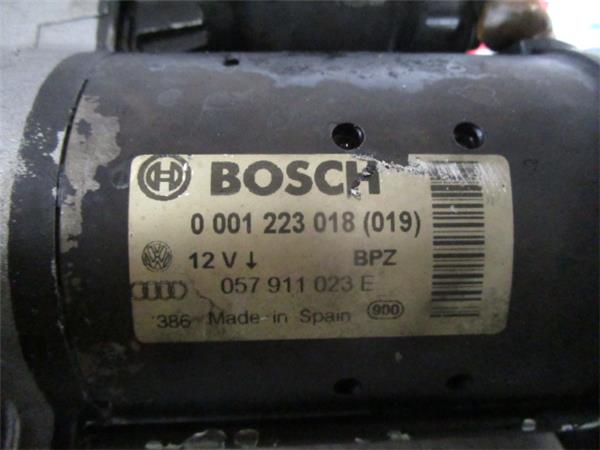 BOSCH
0 001 223 018 (019)
12 V ↓ BPZ
057 911 023 E
386 Made in Spain 900